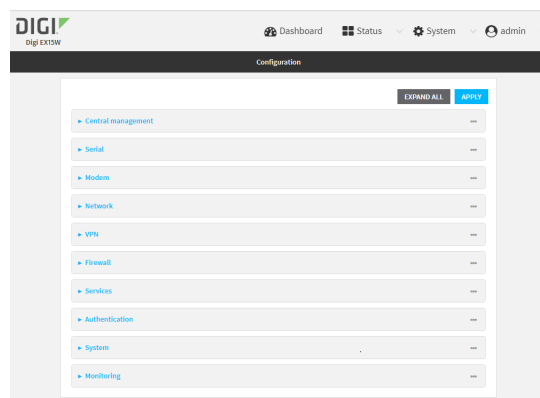 DIGI
Digi EX15W
Dashboard Status System admin
Configuration
EXPAND ALL APPLY
Central management
Serial
Modem
Network
VPN
Firewall
Services
Authentication
System
Monitoring